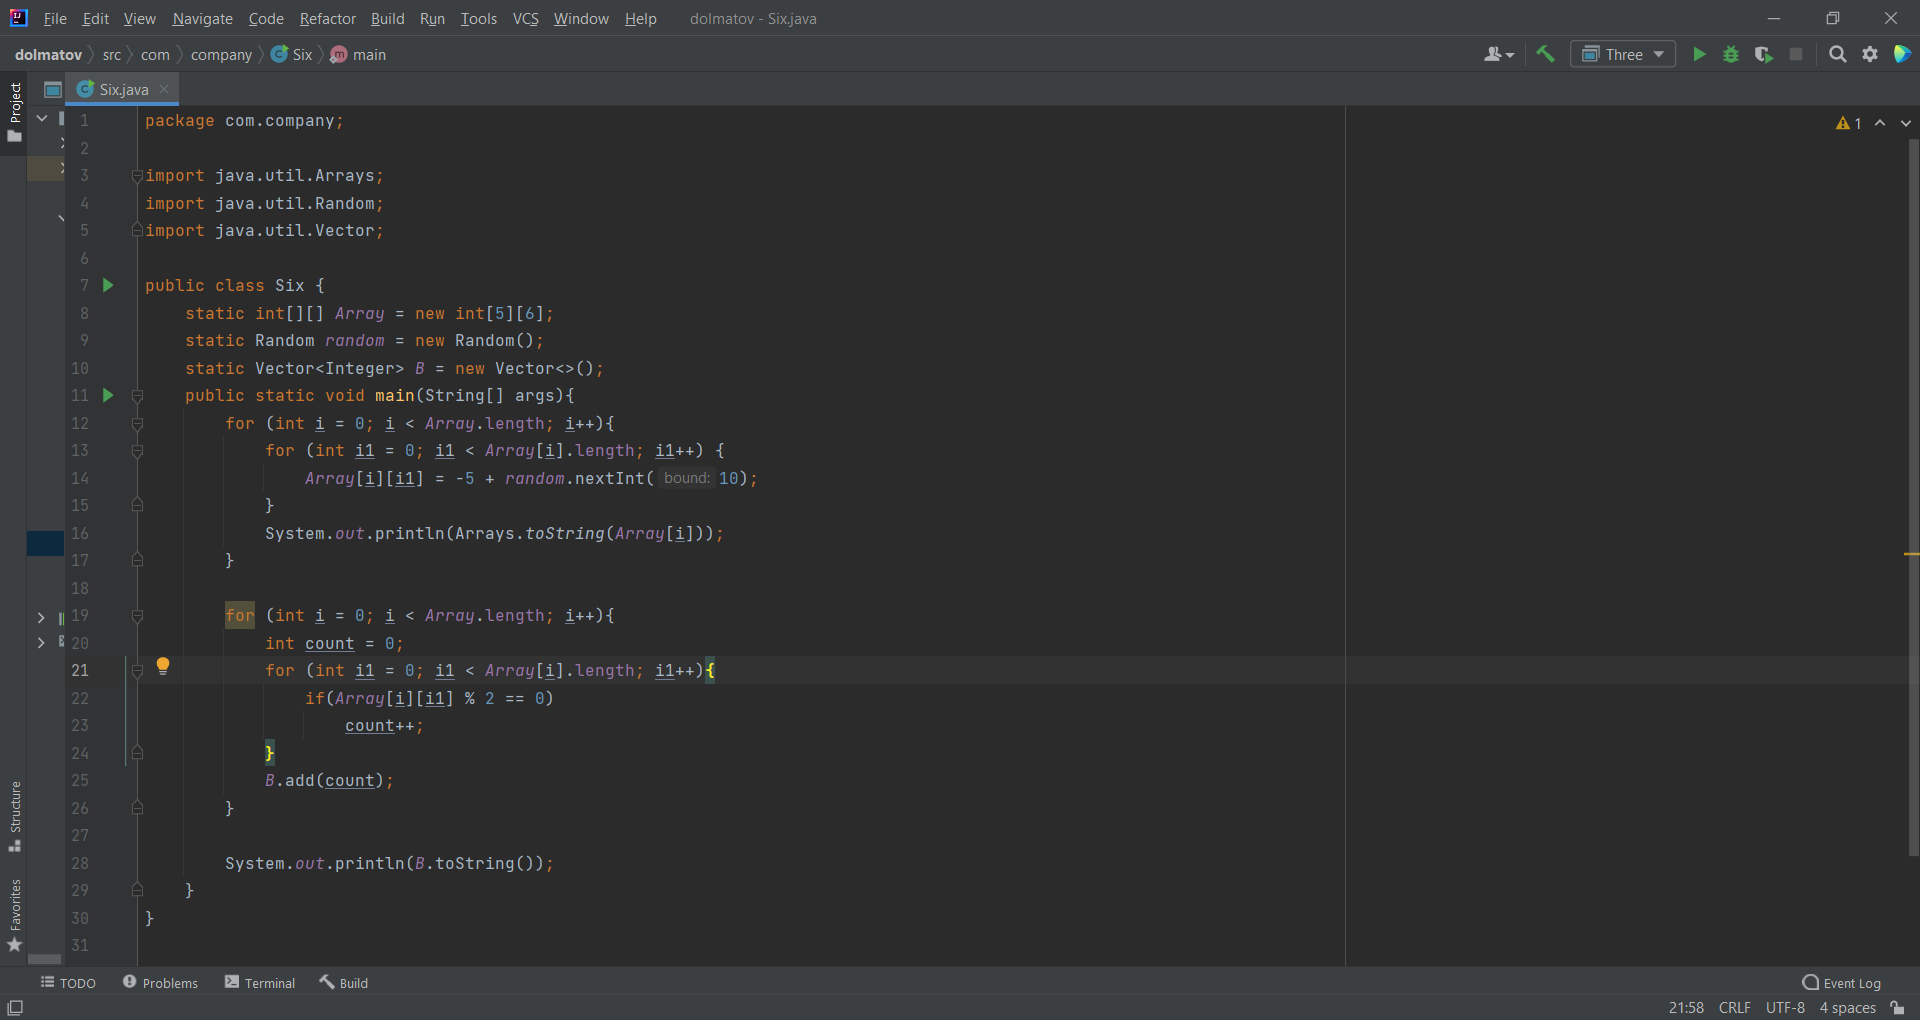 File Edit View Navigate Code Refactor Build Run Tools VCS Window Help dolmatov - Six.java
dolmatov src com company Six main Three
Project
Six.java
1 package com.company;
2
3 import java.util.Arrays;
4 import java.util.Random;
5 import java.util.Vector;
6
7 public class Six {
8 static int[][] Array = new int[5][6];
9 static Random random = new Random();
10 static Vector<Integer> B = new Vector<>();
11 public static void main(String[] args){
12 for (int i = 0; i < Array.length; i++){
13 for (int i1 = 0; i1 < Array[i].length; i1++) {
14 Array[i][i1] = -5 + random.nextInt( bound: 10);
15 }
16 System.out.println(Arrays.toString(Array[i]));
17 }
18
19 for (int i = 0; i < Array.length; i++){
20 int count = 0;
21 for (int i1 = 0; i1 < Array[i].length; i1++){
22 if(Array[i][i1] % 2 == 0)
23 count++;
24 }
25 B.add(count);
26 }
27
28 System.out.println(B.toString());
29 }
30 }
31
1
Structure
Favorites
TODO Problems Terminal Build Event Log
21:58 CRLF UTF-8 4 spaces